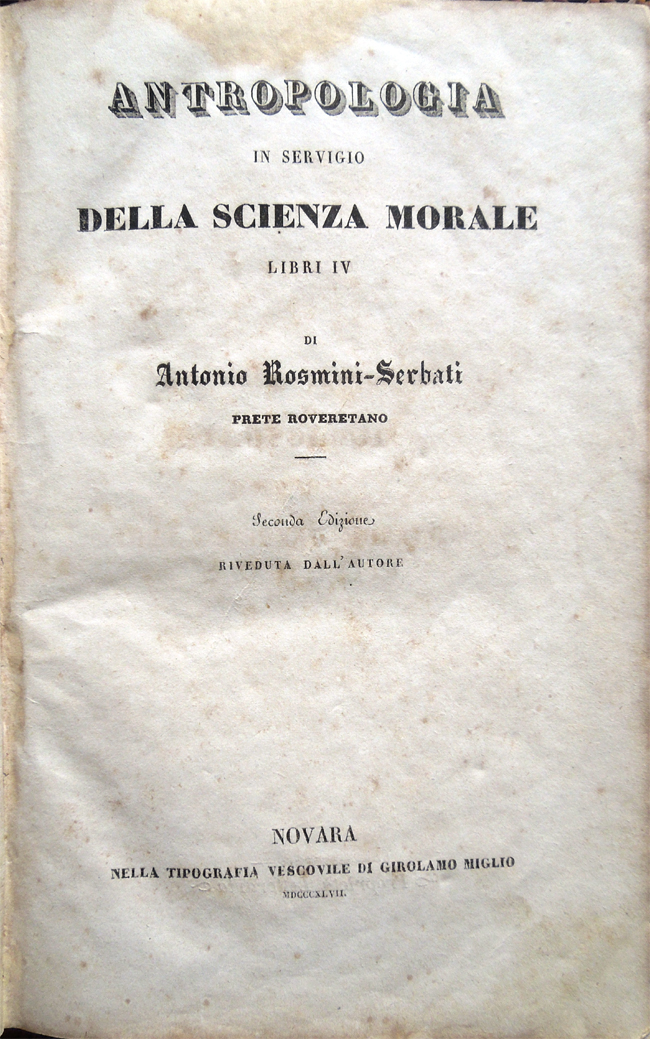 ANTROPOLOGIA
IN SERVIGIO
DELLA SCIENZA MORALE
LIBRI IV
DI
Antonio Rosmini-Serbati
PRETE ROVERETANO
Seconda Edizione
RIVEDUTA DALL'AUTORE
NOVARA
NELLA TIPOGRAFIA VESCOVILE DI GIROLAMO MIGLIO
MDCCCXLVII.